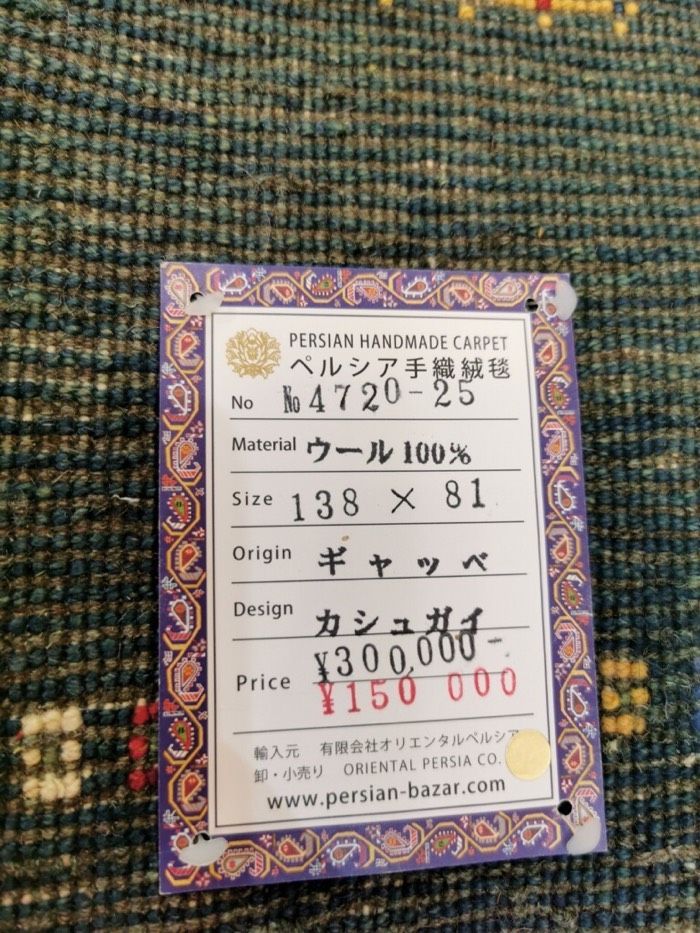 PERSIAN HANDMADE CARPET
ペルシア手織絨毯
No №4720-25
Material ウール100%
Size 138 × 81
Origin ギャッベ
Design カシュガイ
¥300,000-
Price ¥150 000
輸入元 有限会社オリエンタルペルシア
卸・小売り ORIENTAL PERSIA CO.
www.persian-bazar.com